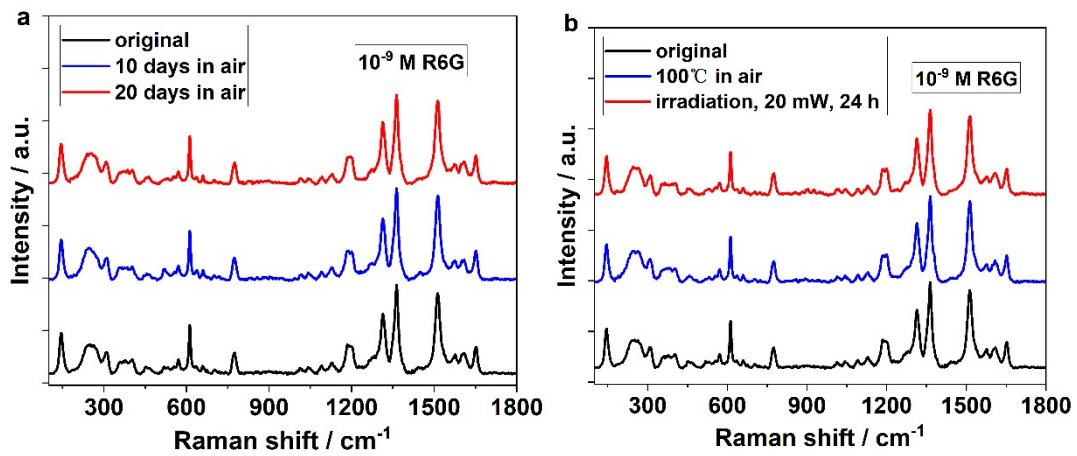 a
original
10 days in air
20 days in air
10⁻⁹ M R6G
Intensity / a.u.
300 600 900 1200 1500 1800
Raman shift / cm⁻¹
b
original
100℃ in air
irradiation, 20 mW, 24 h
10⁻⁹ M R6G
Intensity / a.u.
300 600 900 1200 1500 1800
Raman shift / cm⁻¹